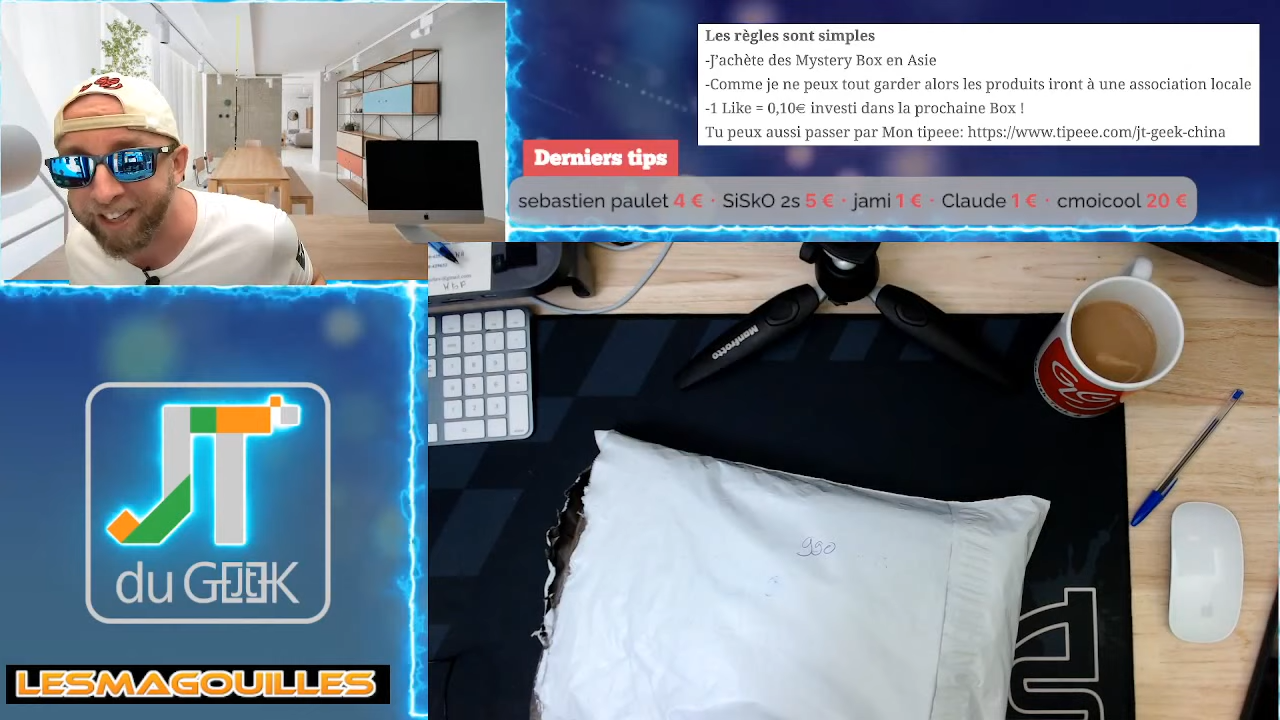 Les règles sont simples
-J'achète des Mystery Box en Asie
-Comme je ne peux tout garder alors les produits iront à une association locale
-1 Like = 0,10€ investi dans la prochaine Box !
Tu peux aussi passer par Mon tipeee: https://www.tipeee.com/jt-geek-china
Derniers tips
sebastien paulet 4 € · SiSkO 2s 5 € · jami 1 € · Claude 1 € · cmoicool 20 €
Manfrotto
990
JT
du GEEK
LESMAGOUILLES